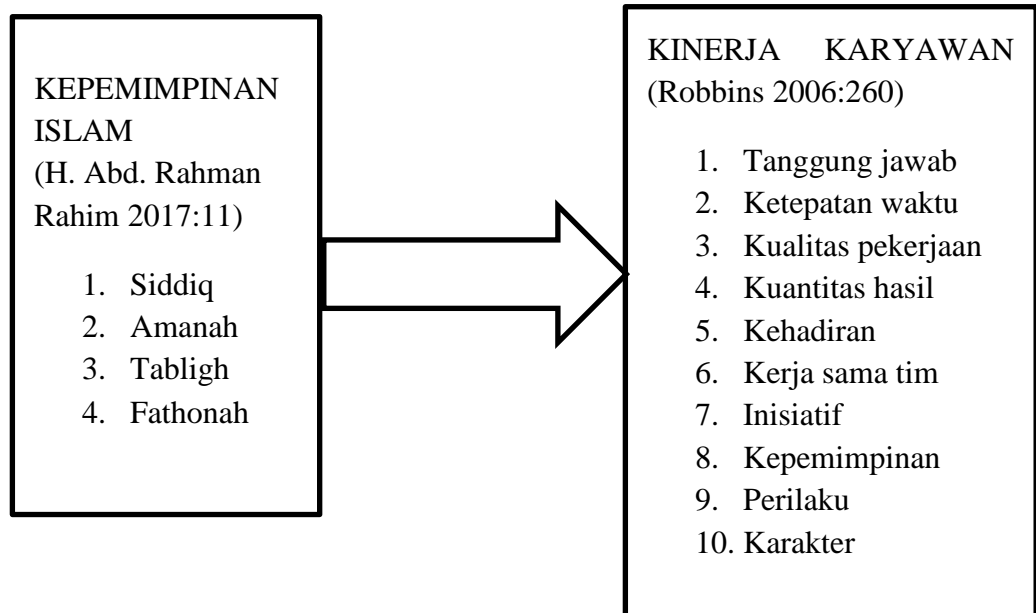 KEPEMIMPINAN
ISLAM
(H. Abd. Rahman
Rahim 2017:11)
1. Siddiq
2. Amanah
3. Tabligh
4. Fathonah
KINERJA KARYAWAN
(Robbins 2006:260)
1. Tanggung jawab
2. Ketepatan waktu
3. Kualitas pekerjaan
4. Kuantitas hasil
5. Kehadiran
6. Kerja sama tim
7. Inisiatif
8. Kepemimpinan
9. Perilaku
10. Karakter